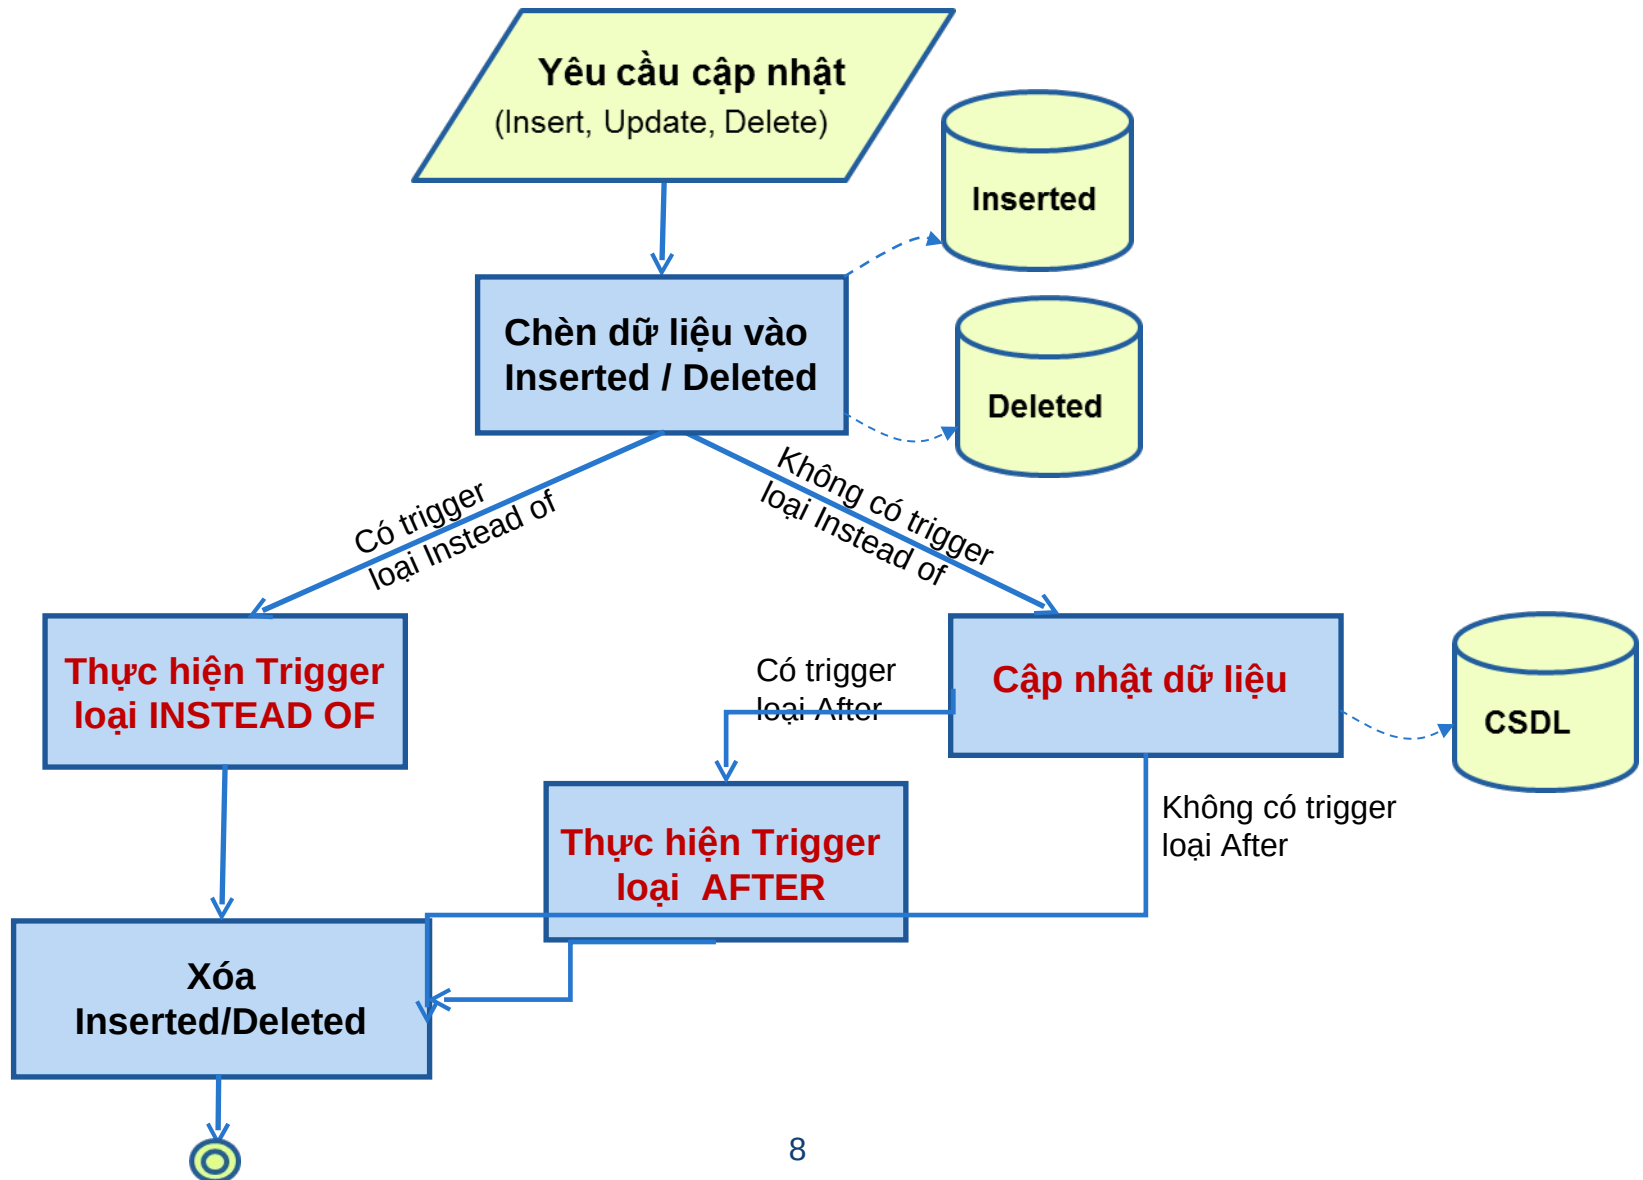 Yêu cầu cập nhật
(Insert, Update, Delete)
Inserted
Chèn dữ liệu vào
Inserted / Deleted
Deleted
Có trigger
loại Instead of
Không có trigger
loại Instead of
Thực hiện Trigger
loại INSTEAD OF
Có trigger
loại After
Cập nhật dữ liệu
CSDL
Không có trigger
loại After
Thực hiện Trigger
loại AFTER
Xóa
Inserted/Deleted
8